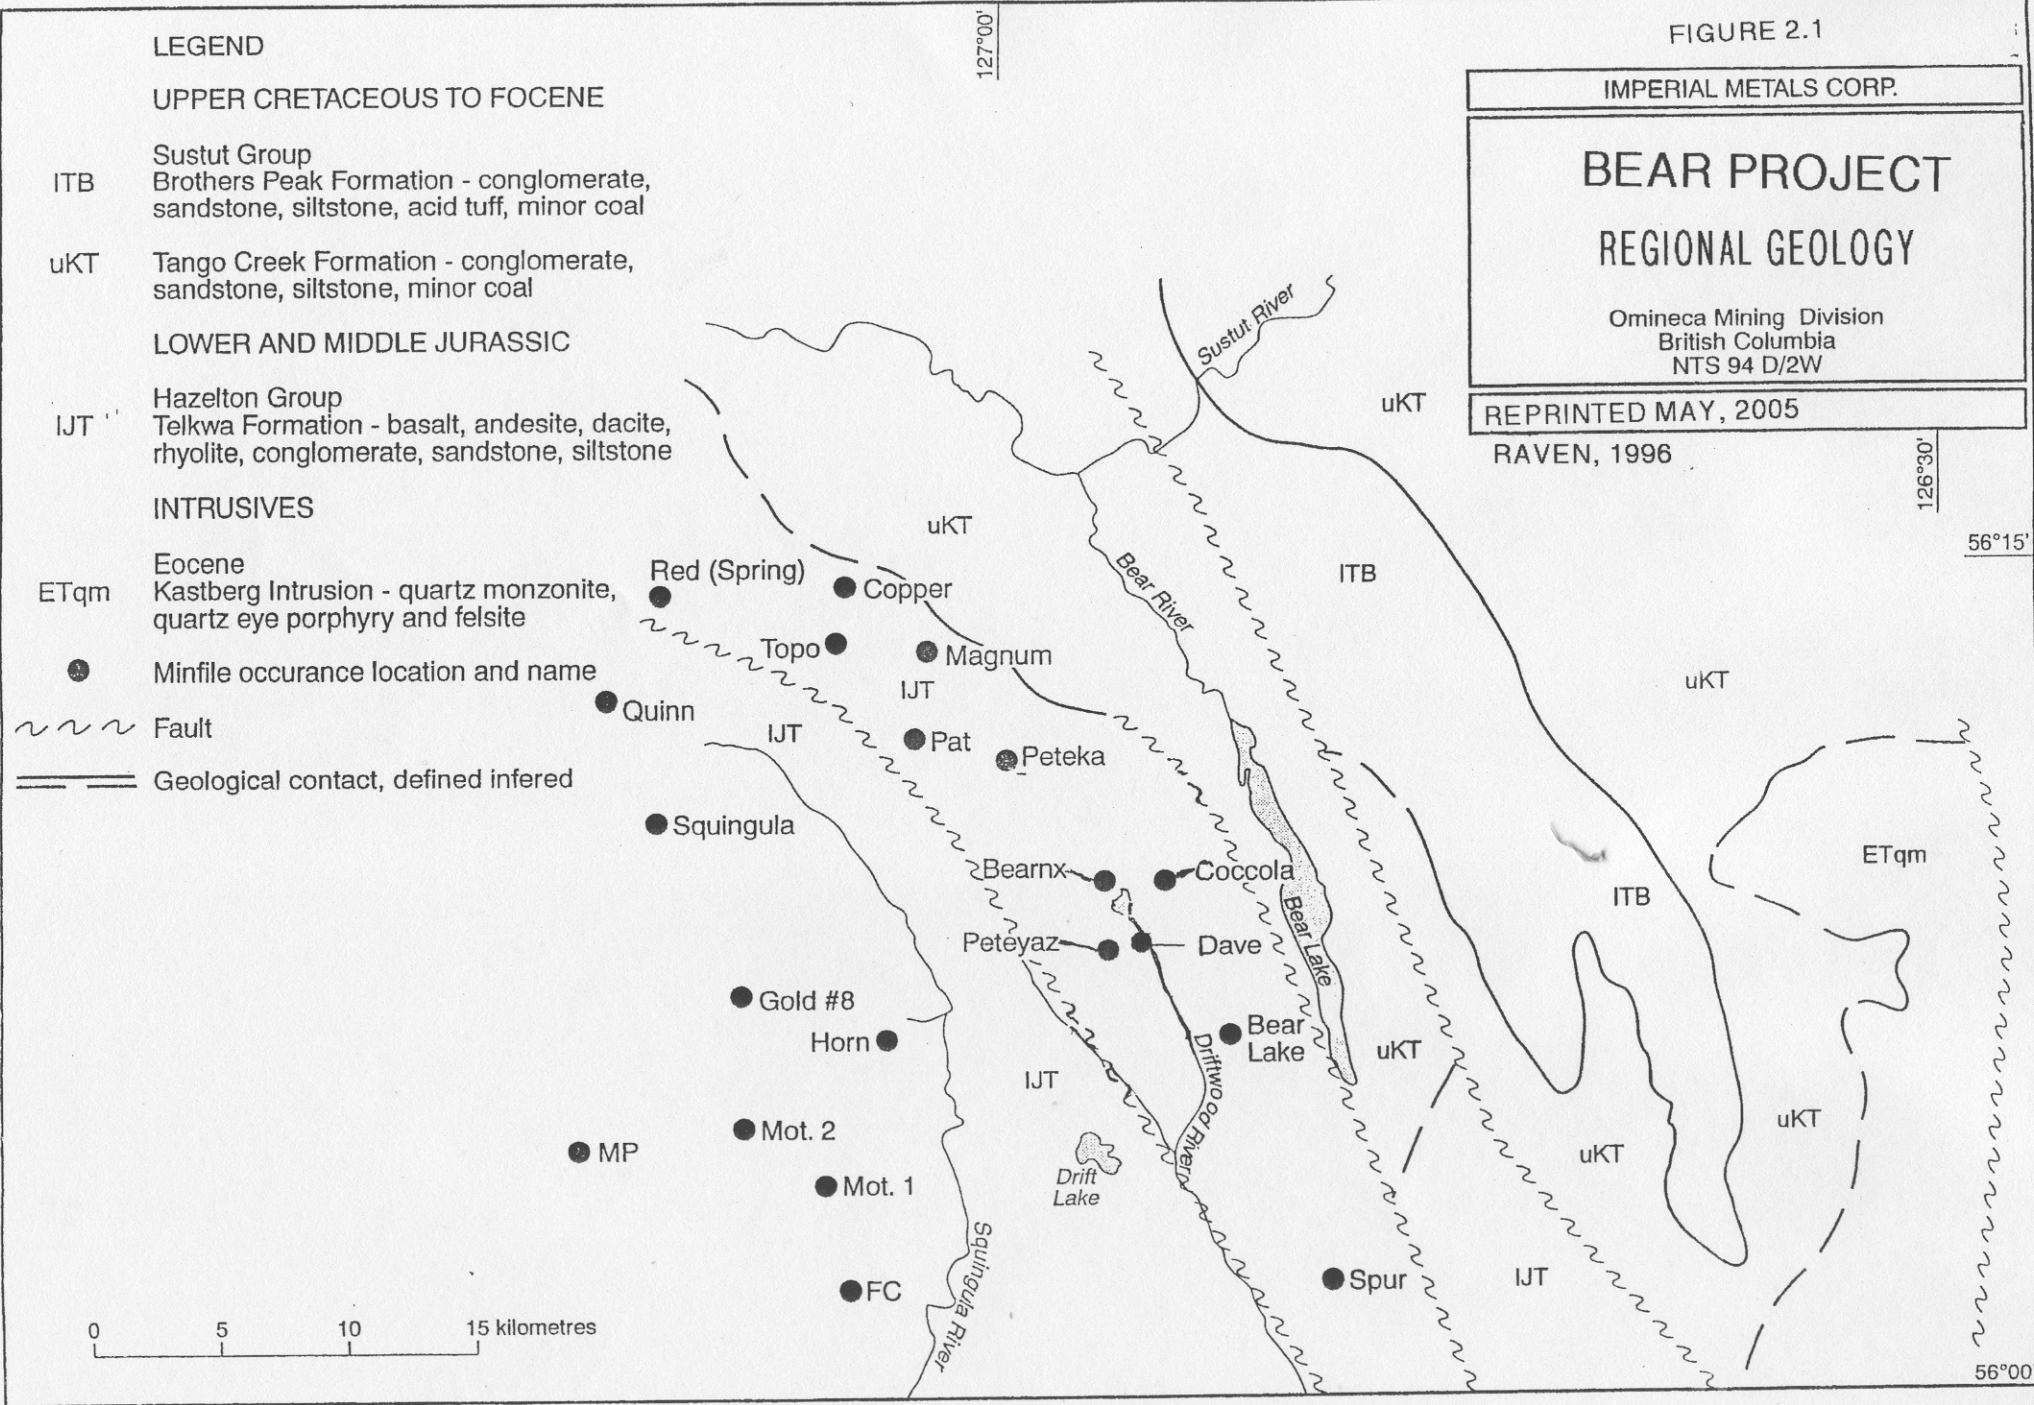 LEGEND
UPPER CRETACEOUS TO FOCENE
Sustut Group
ITB
Brothers Peak Formation - conglomerate,
sandstone, siltstone, acid tuff, minor coal
uKT
Tango Creek Formation - conglomerate,
sandstone, siltstone, minor coal
LOWER AND MIDDLE JURASSIC
Hazelton Group
IJT
Telkwa Formation - basalt, andesite, dacite,
rhyolite, conglomerate, sandstone, siltstone
INTRUSIVES
Eocene
ETqm
Kastberg Intrusion - quartz monzonite,
quartz eye porphyry and felsite
Minfile occurance location and name
Fault
Geological contact, defined infered
0 5 10 15 kilometres
127°00'
FIGURE 2.1
IMPERIAL METALS CORP.
BEAR PROJECT
REGIONAL GEOLOGY
Omineca Mining Division
British Columbia
NTS 94 D/2W
REPRINTED MAY, 2005
RAVEN, 1996
126°30'
56°15'
56°00'
Sustut River
uKT
uKT
ITB
Bear River
Red (Spring)
Copper
Topo
Magnum
IJT
uKT
Quinn
IJT
Pat
Peteka
Squingula
Bearnx
Coccola
ETqm
ITB
Peteyaz
Dave
Bear Lake
Gold #8
Horn
Bear
Lake
uKT
IJT
Driftwood River
Mot. 2
MP
uKT
uKT
Mot. 1
Drift
Lake
Squingula River
FC
Spur
IJT